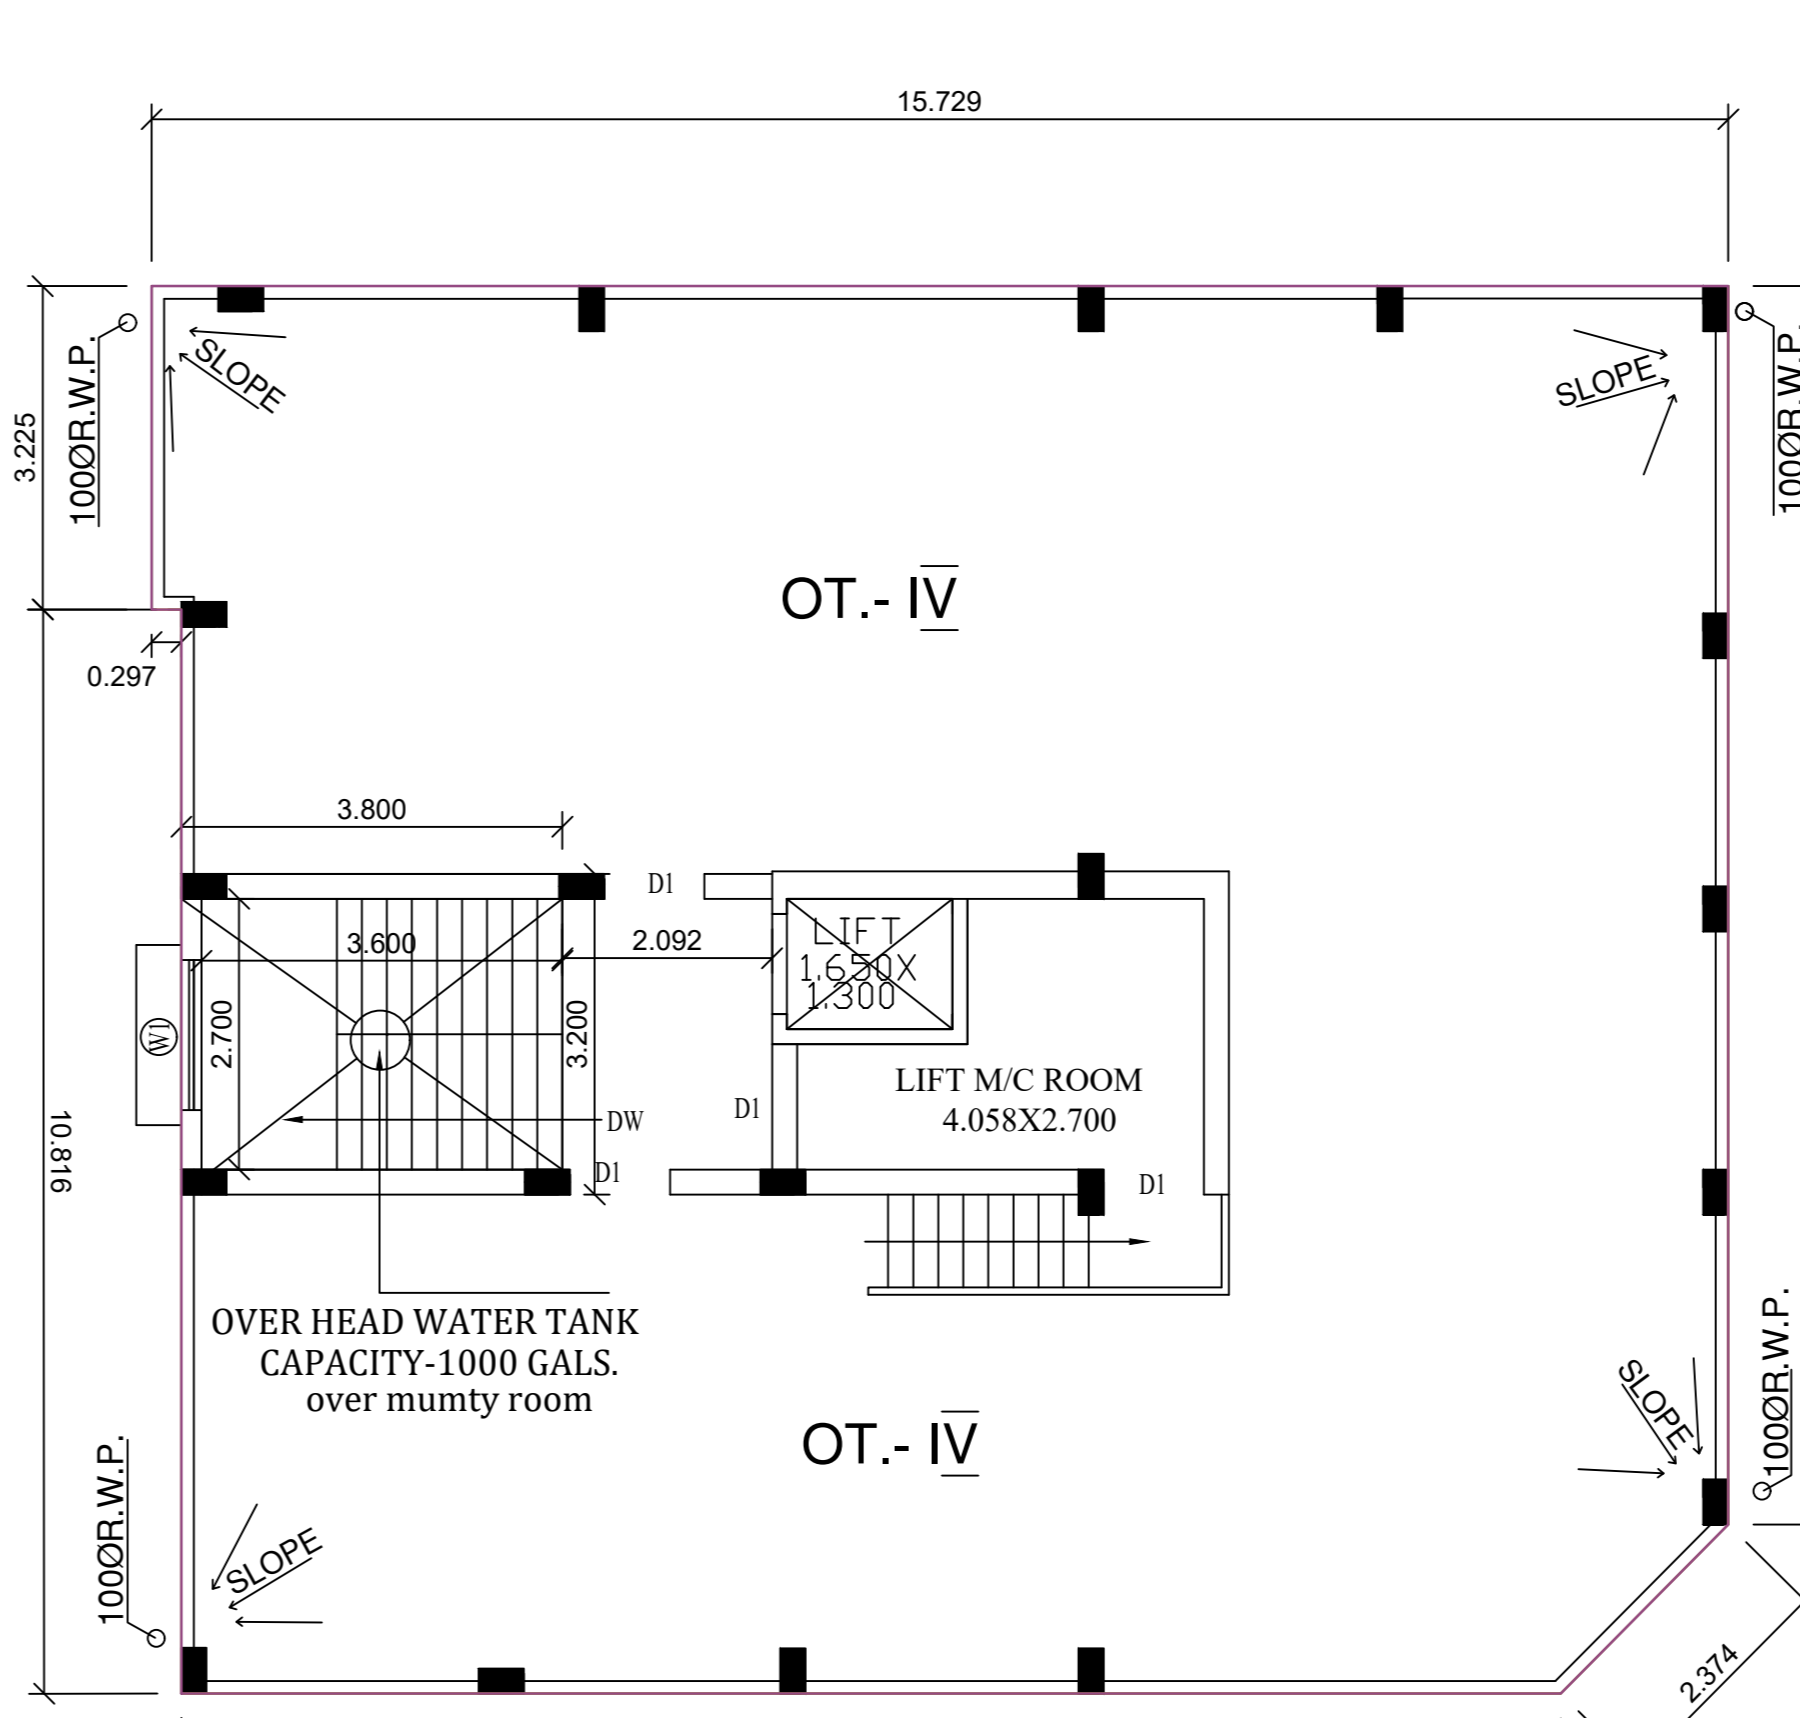 15.729
3.225
100ØR.W.P.
SLOPE
SLOPE
100ØR.W.P.
OT.- IV
0.297
3.800
D1
LIFT
1.650X
1.300
3.600
2.092
2.700
3.200
W1
LIFT M/C ROOM
4.058X2.700
D1
DW
D1
D1
10.816
OVER HEAD WATER TANK
CAPACITY-1000 GALS.
over mumty room
OT.- IV
SLOPE
100ØR.W.P.
100ØR.W.P.
SLOPE
2.374